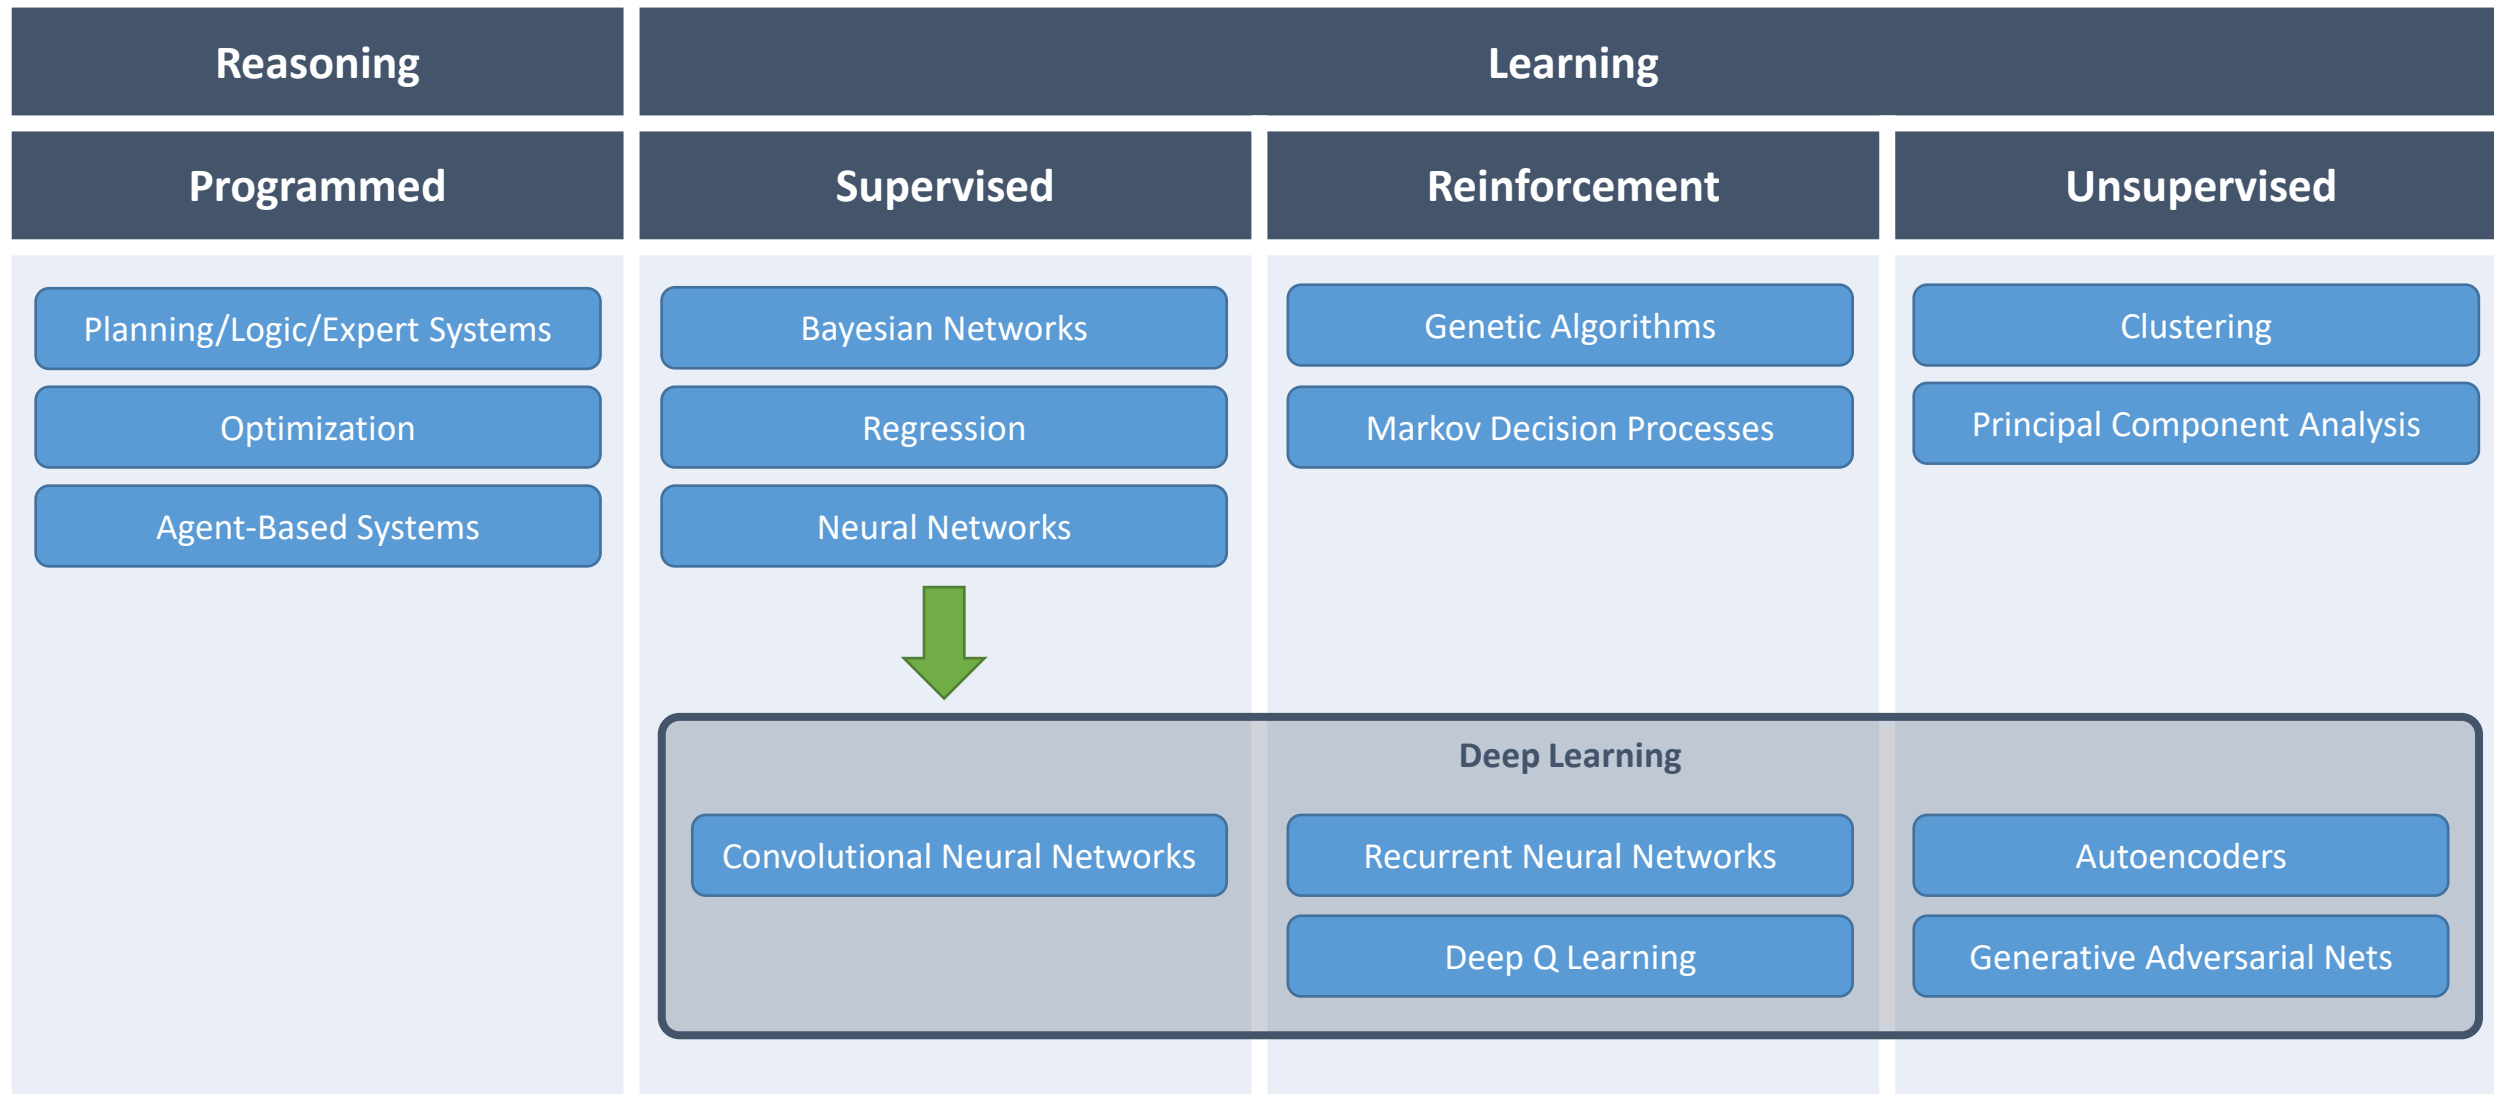 Reasoning
Learning
Programmed
Supervised
Reinforcement
Unsupervised
Planning/Logic/Expert Systems
Optimization
Agent-Based Systems
Bayesian Networks
Regression
Neural Networks
Genetic Algorithms
Markov Decision Processes
Clustering
Principal Component Analysis
Deep Learning
Convolutional Neural Networks
Recurrent Neural Networks
Deep Q Learning
Autoencoders
Generative Adversarial Nets